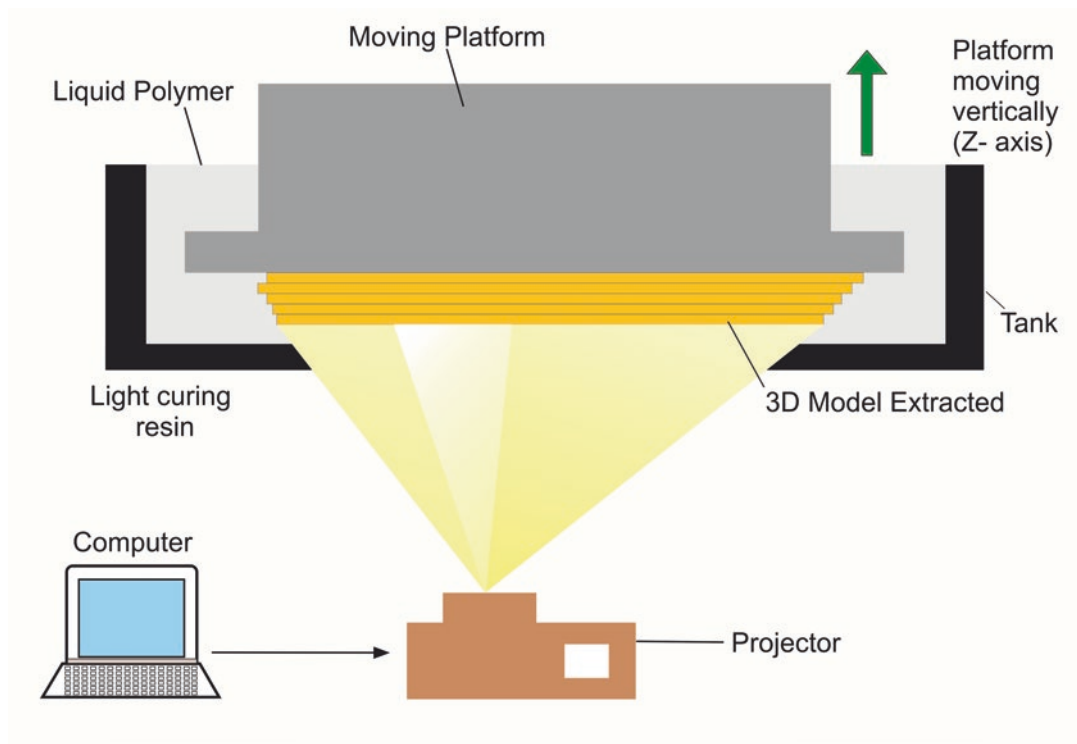 Moving Platform
Liquid Polymer
Platform
moving
vertically
(Z- axis)
Tank
Light curing
resin
3D Model Extracted
Computer
Projector